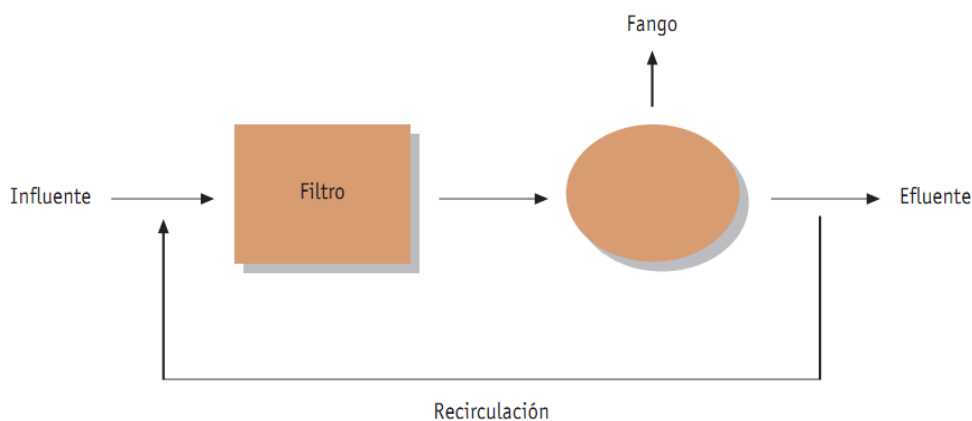 Fango
Influente
Filtro
Efluente
Recirculación